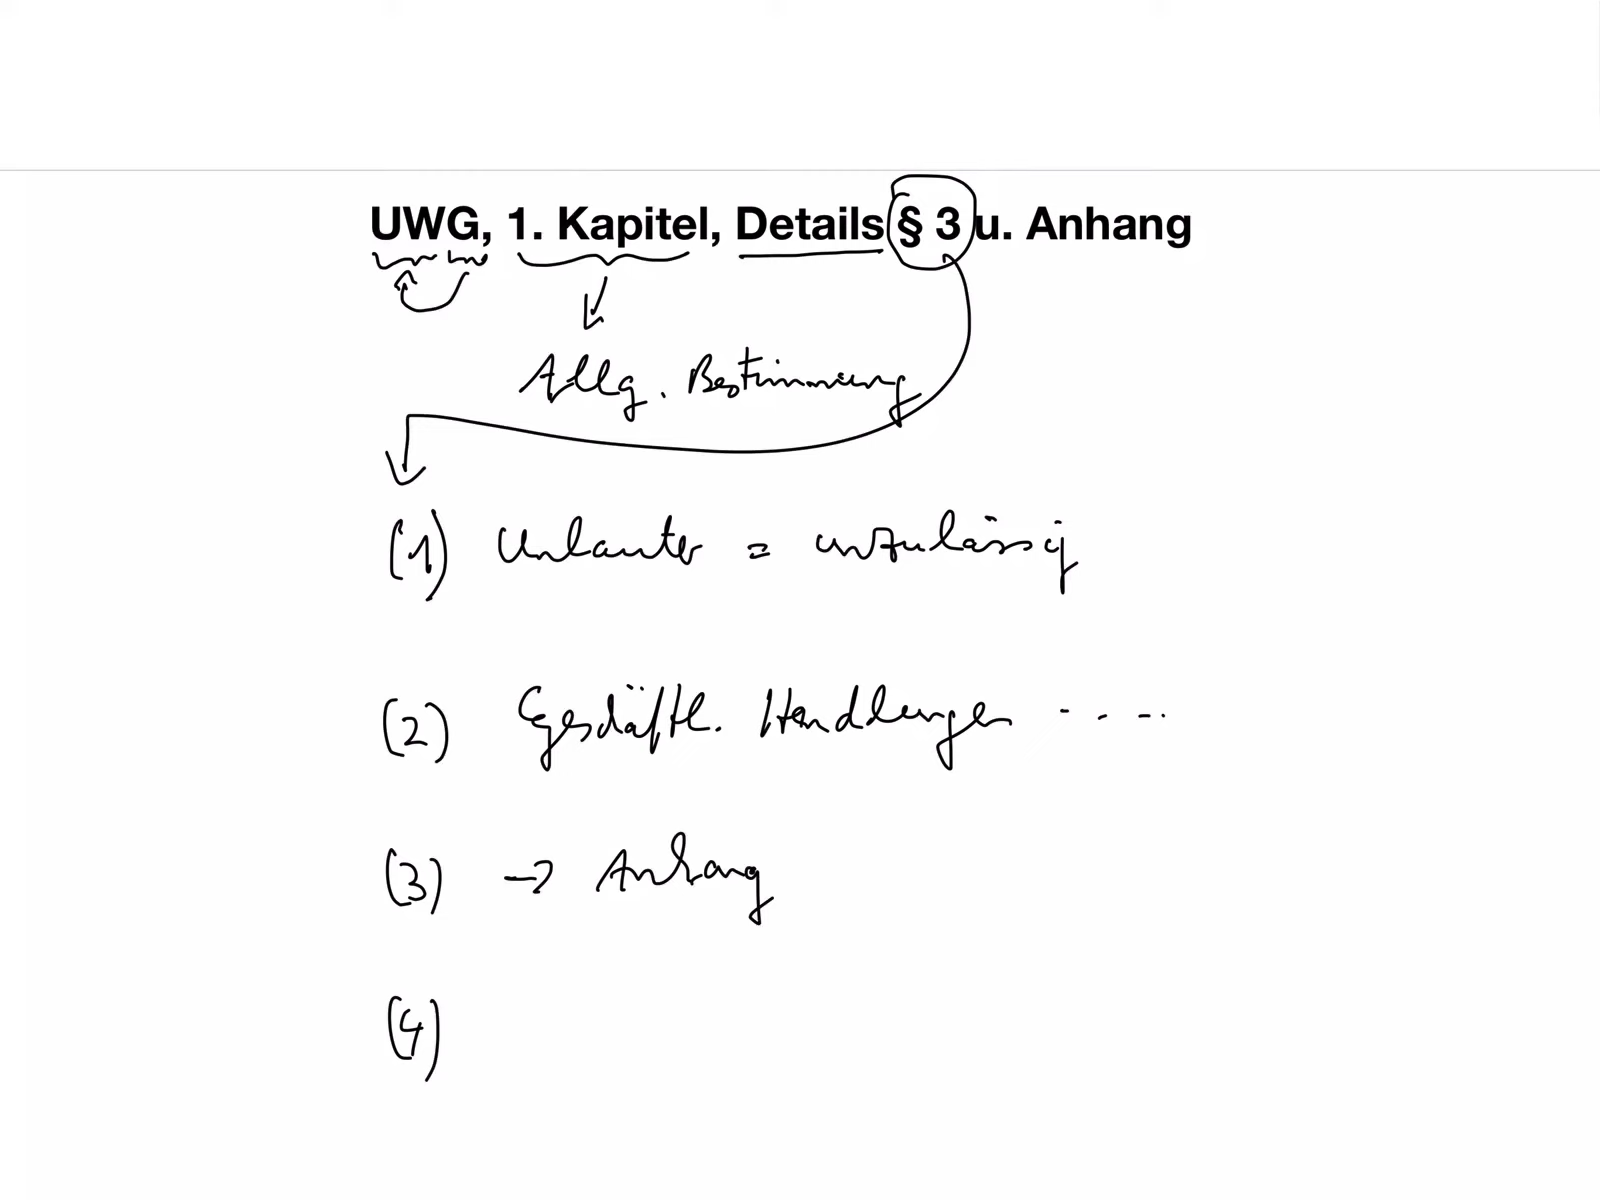 UWG, 1. Kapitel, Details § 3 u. Anhang
Allg. Bestimmung
(1) Unlauter = unzulässig
(2) Geschäftl. Handlungen ....
(3) → Anhang
(4)